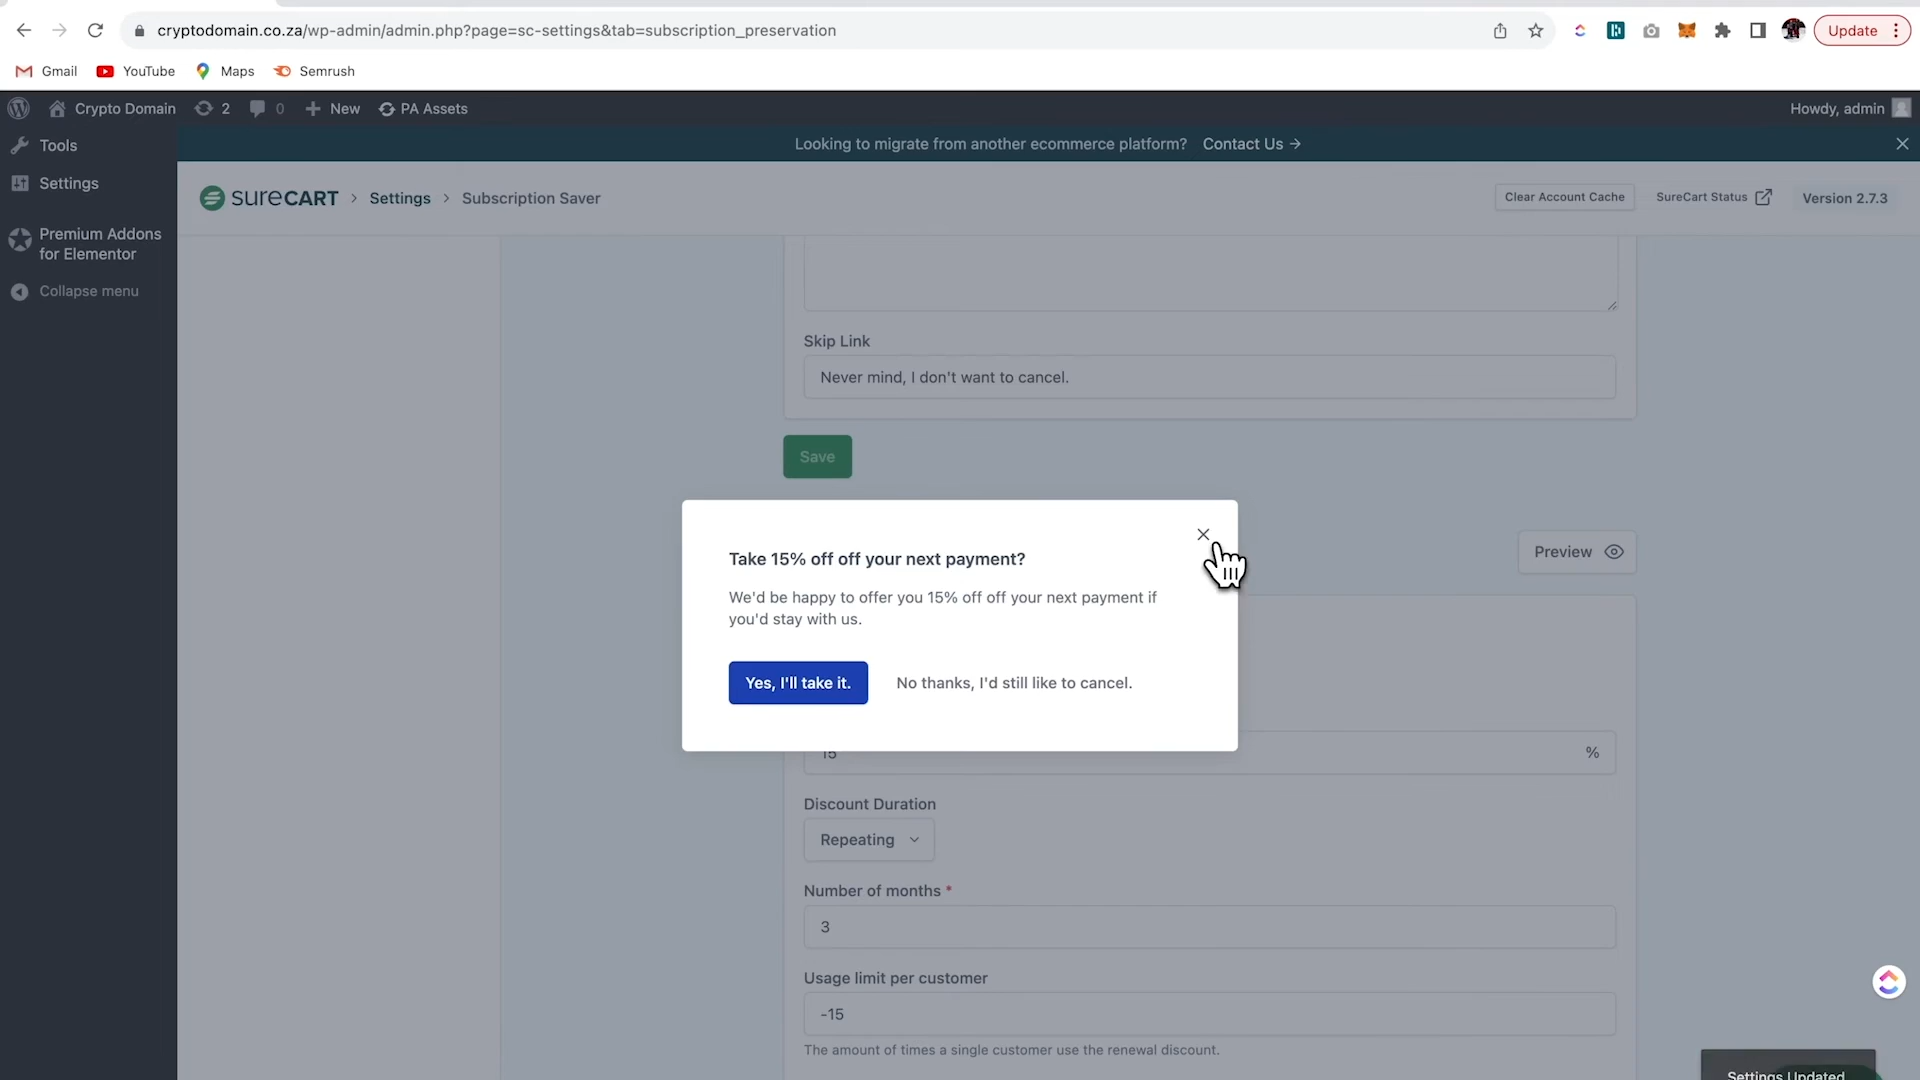 cryptodomain.co.za/wp-admin/admin.php?page=sc-settings&tab=subscription_preservation
Update
Gmail
YouTube
Maps
Semrush
Crypto Domain
2
0
New
PA Assets
Howdy, admin
Tools
Settings
Premium Addons
for Elementor
Collapse menu
Looking to migrate from another ecommerce platform? Contact Us →
SURECART
Settings
Subscription Saver
Clear Account Cache
SureCart Status
Version 2.7.3
Skip Link
Never mind, I don't want to cancel.
Save
Preview
Take 15% off off your next payment?
We'd be happy to offer you 15% off off your next payment if
you'd stay with us.
Yes, I'll take it.
No thanks, I'd still like to cancel.
15
%
Discount Duration
Repeating
Number of months *
3
Usage limit per customer
-15
The amount of times a single customer use the renewal discount.
Settings Updated